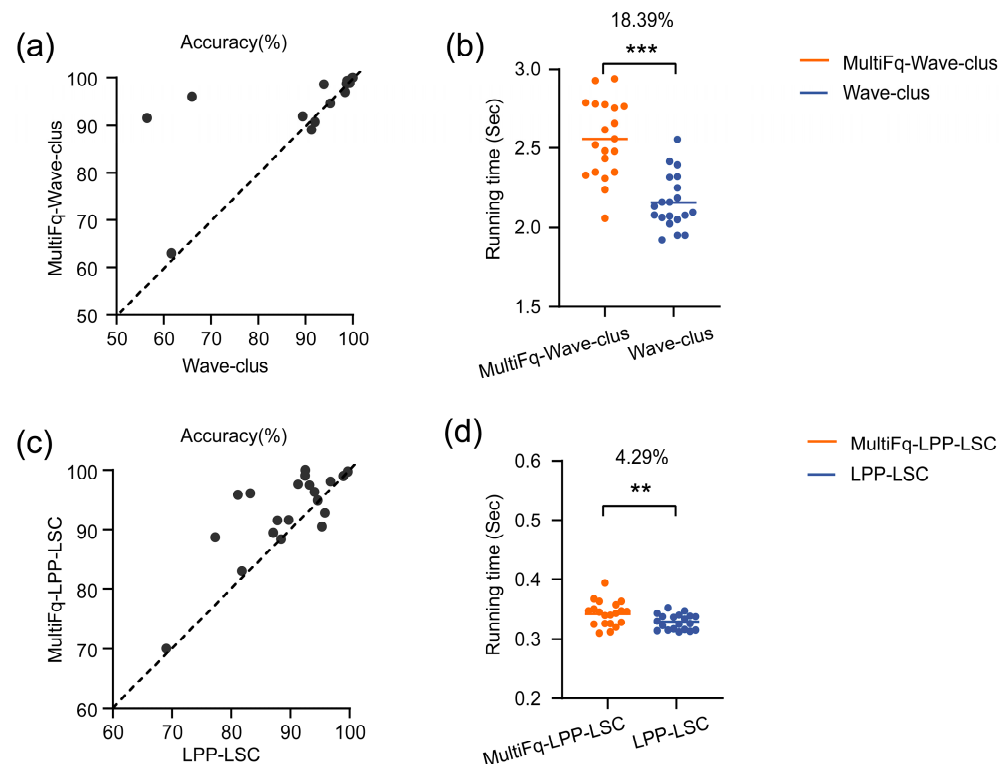 (a)
Accuracy(%)
MultiFq-Wave-clus
100
90
80
70
60
50
50 60 70 80 90 100
Wave-clus
(b)
18.39%
***
Running time (Sec)
3.0
2.5
2.0
1.5
MultiFq-Wave-clus Wave-clus
MultiFq-Wave-clus
Wave-clus
(c)
Accuracy(%)
MultiFq-LPP-LSC
100
90
80
70
60
60 70 80 90 100
LPP-LSC
(d)
4.29%
**
Running time (Sec)
0.6
0.5
0.4
0.3
0.2
MultiFq-LPP-LSC LPP-LSC
MultiFq-LPP-LSC
LPP-LSC